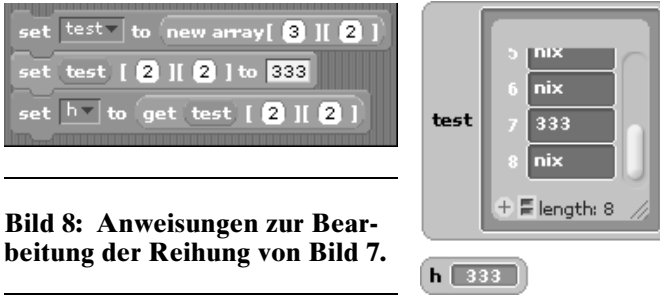 set test to new array[ 3 ][ 2 ]
set test [ 2 ][ 2 ] to 333
set h to get test [ 2 ][ 2 ]
Bild 8: Anweisungen zur Bear-
beitung der Reihung von Bild 7.
test
5 nix
6 nix
7 333
8 nix
+ length: 8
h 333